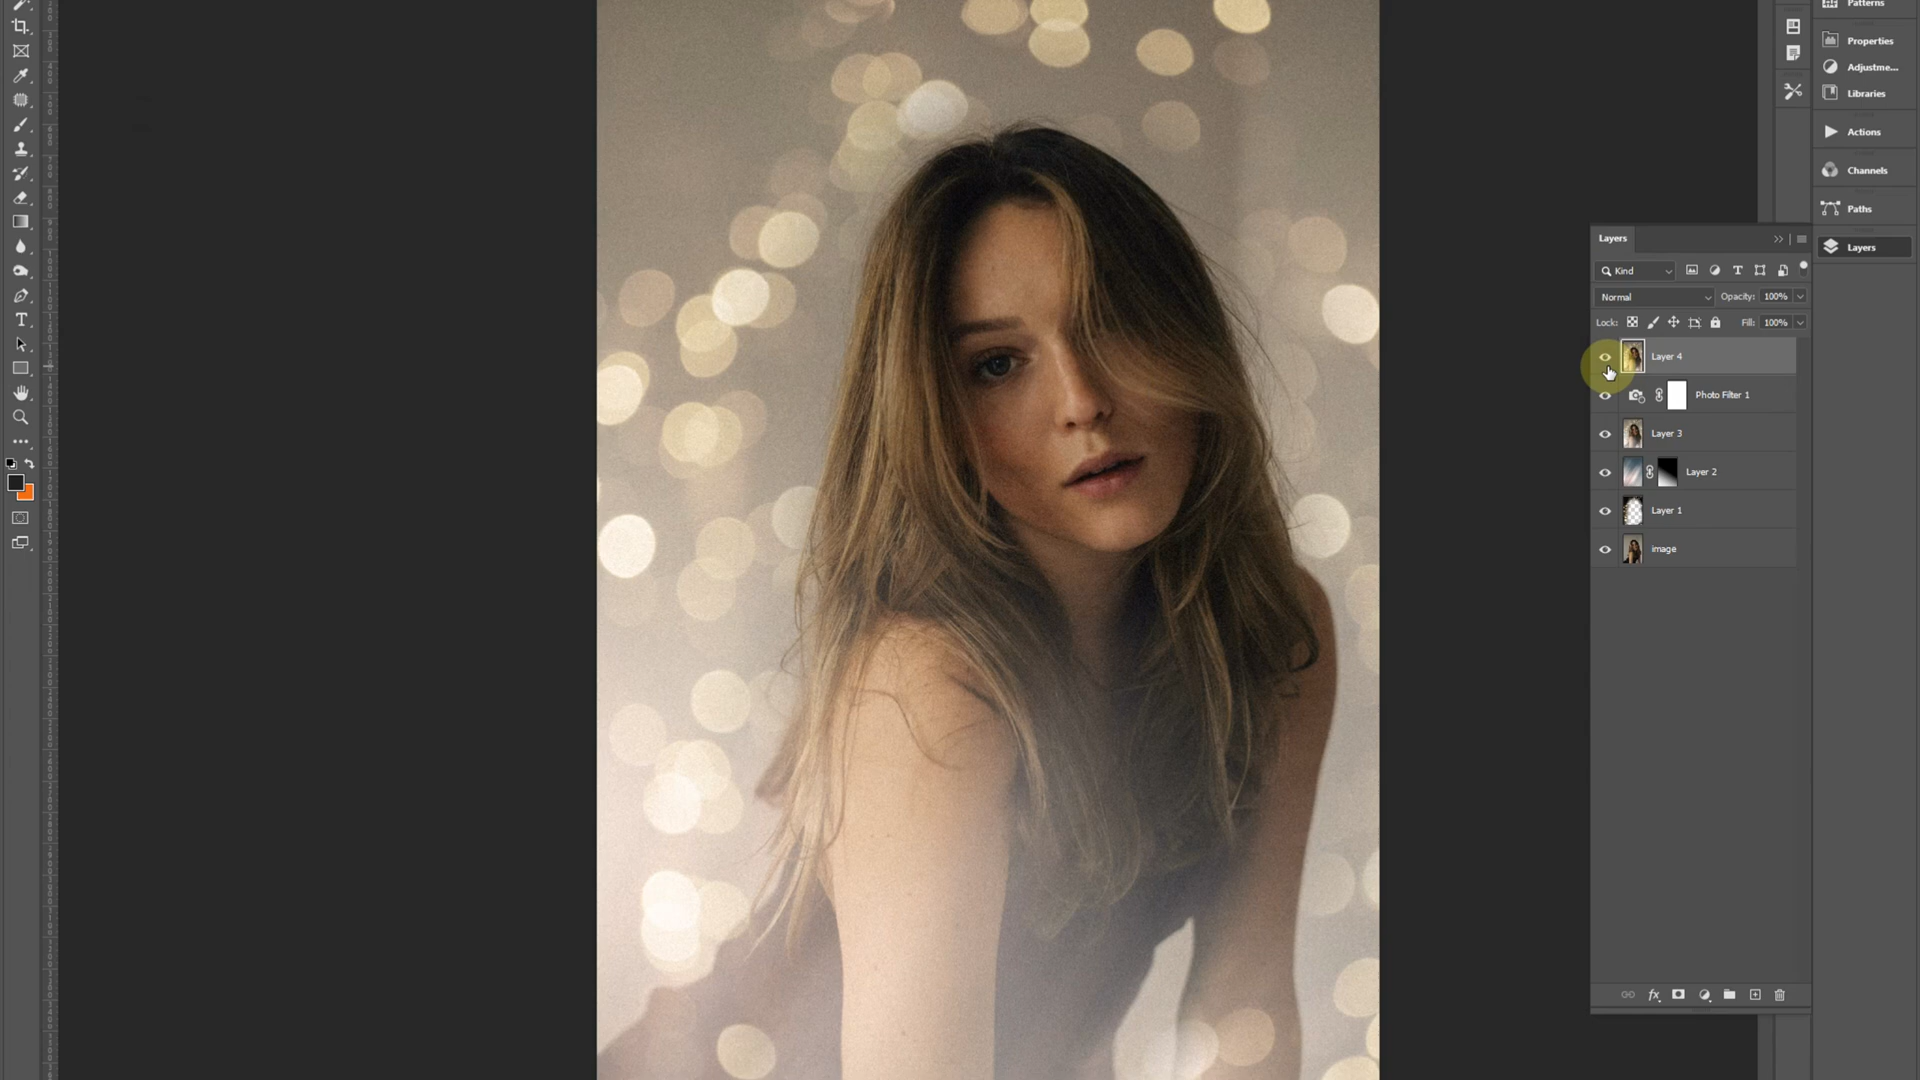 Patterns
Properties
Adjustme...
Libraries
Actions
Channels
Paths
Layers
Layers
Kind
Normal
Opacity: 100%
Lock:
Fill: 100%
Layer 4
Photo Filter 1
Layer 3
Layer 2
Layer 1
image
fx